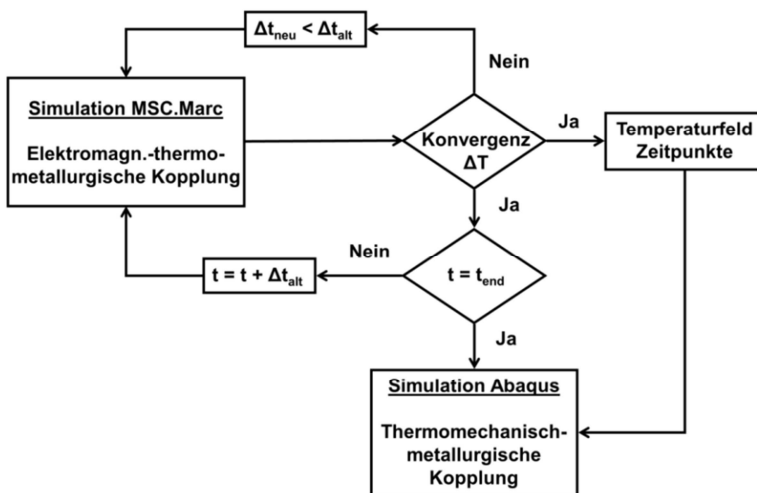 Δt_neu < Δt_alt
Nein
Simulation MSC.Marc
Elektromagn.-thermo-
metallurgische Kopplung
Konvergenz
ΔT
Ja
Temperaturfeld
Zeitpunkte
Ja
Nein
t = t + Δt_alt
t = t_end
Ja
Simulation Abaqus
Thermomechanisch-
metallurgische
Kopplung